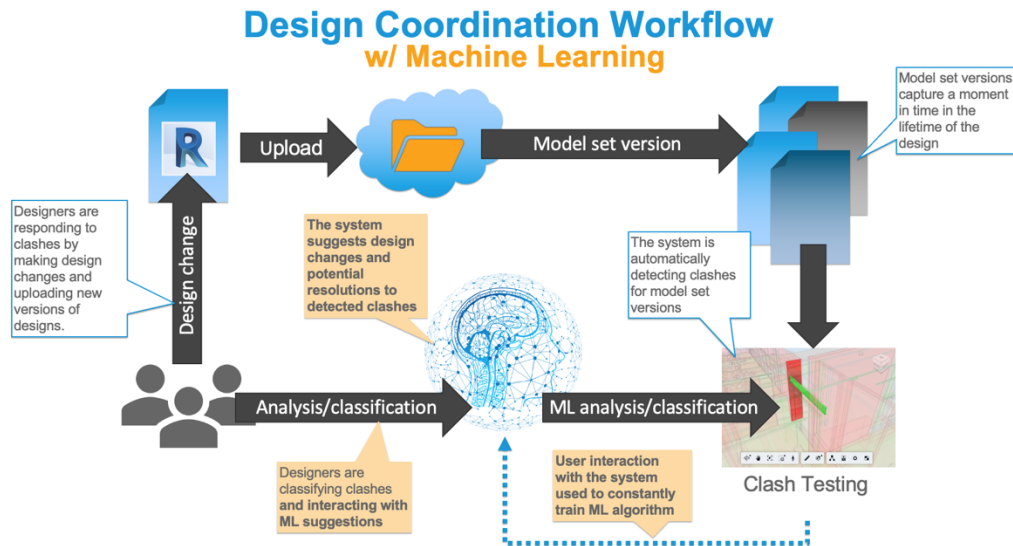 Design Coordination Workflow
w/ Machine Learning
R
Upload
Model set version
Model set versions
capture a moment
in time in the
lifetime of the
design
Designers are
responding to
clashes by
making design
changes and
uploading new
versions of
designs.
Design change
The system
suggests design
changes and
potential
resolutions to
detected clashes
The system is
automatically
detecting clashes
for model set
versions
Analysis/classification
ML analysis/classification
Designers are
classifying clashes
and interacting with
ML suggestions
User interaction
with the system
used to constantly
train ML algorithm
Clash Testing